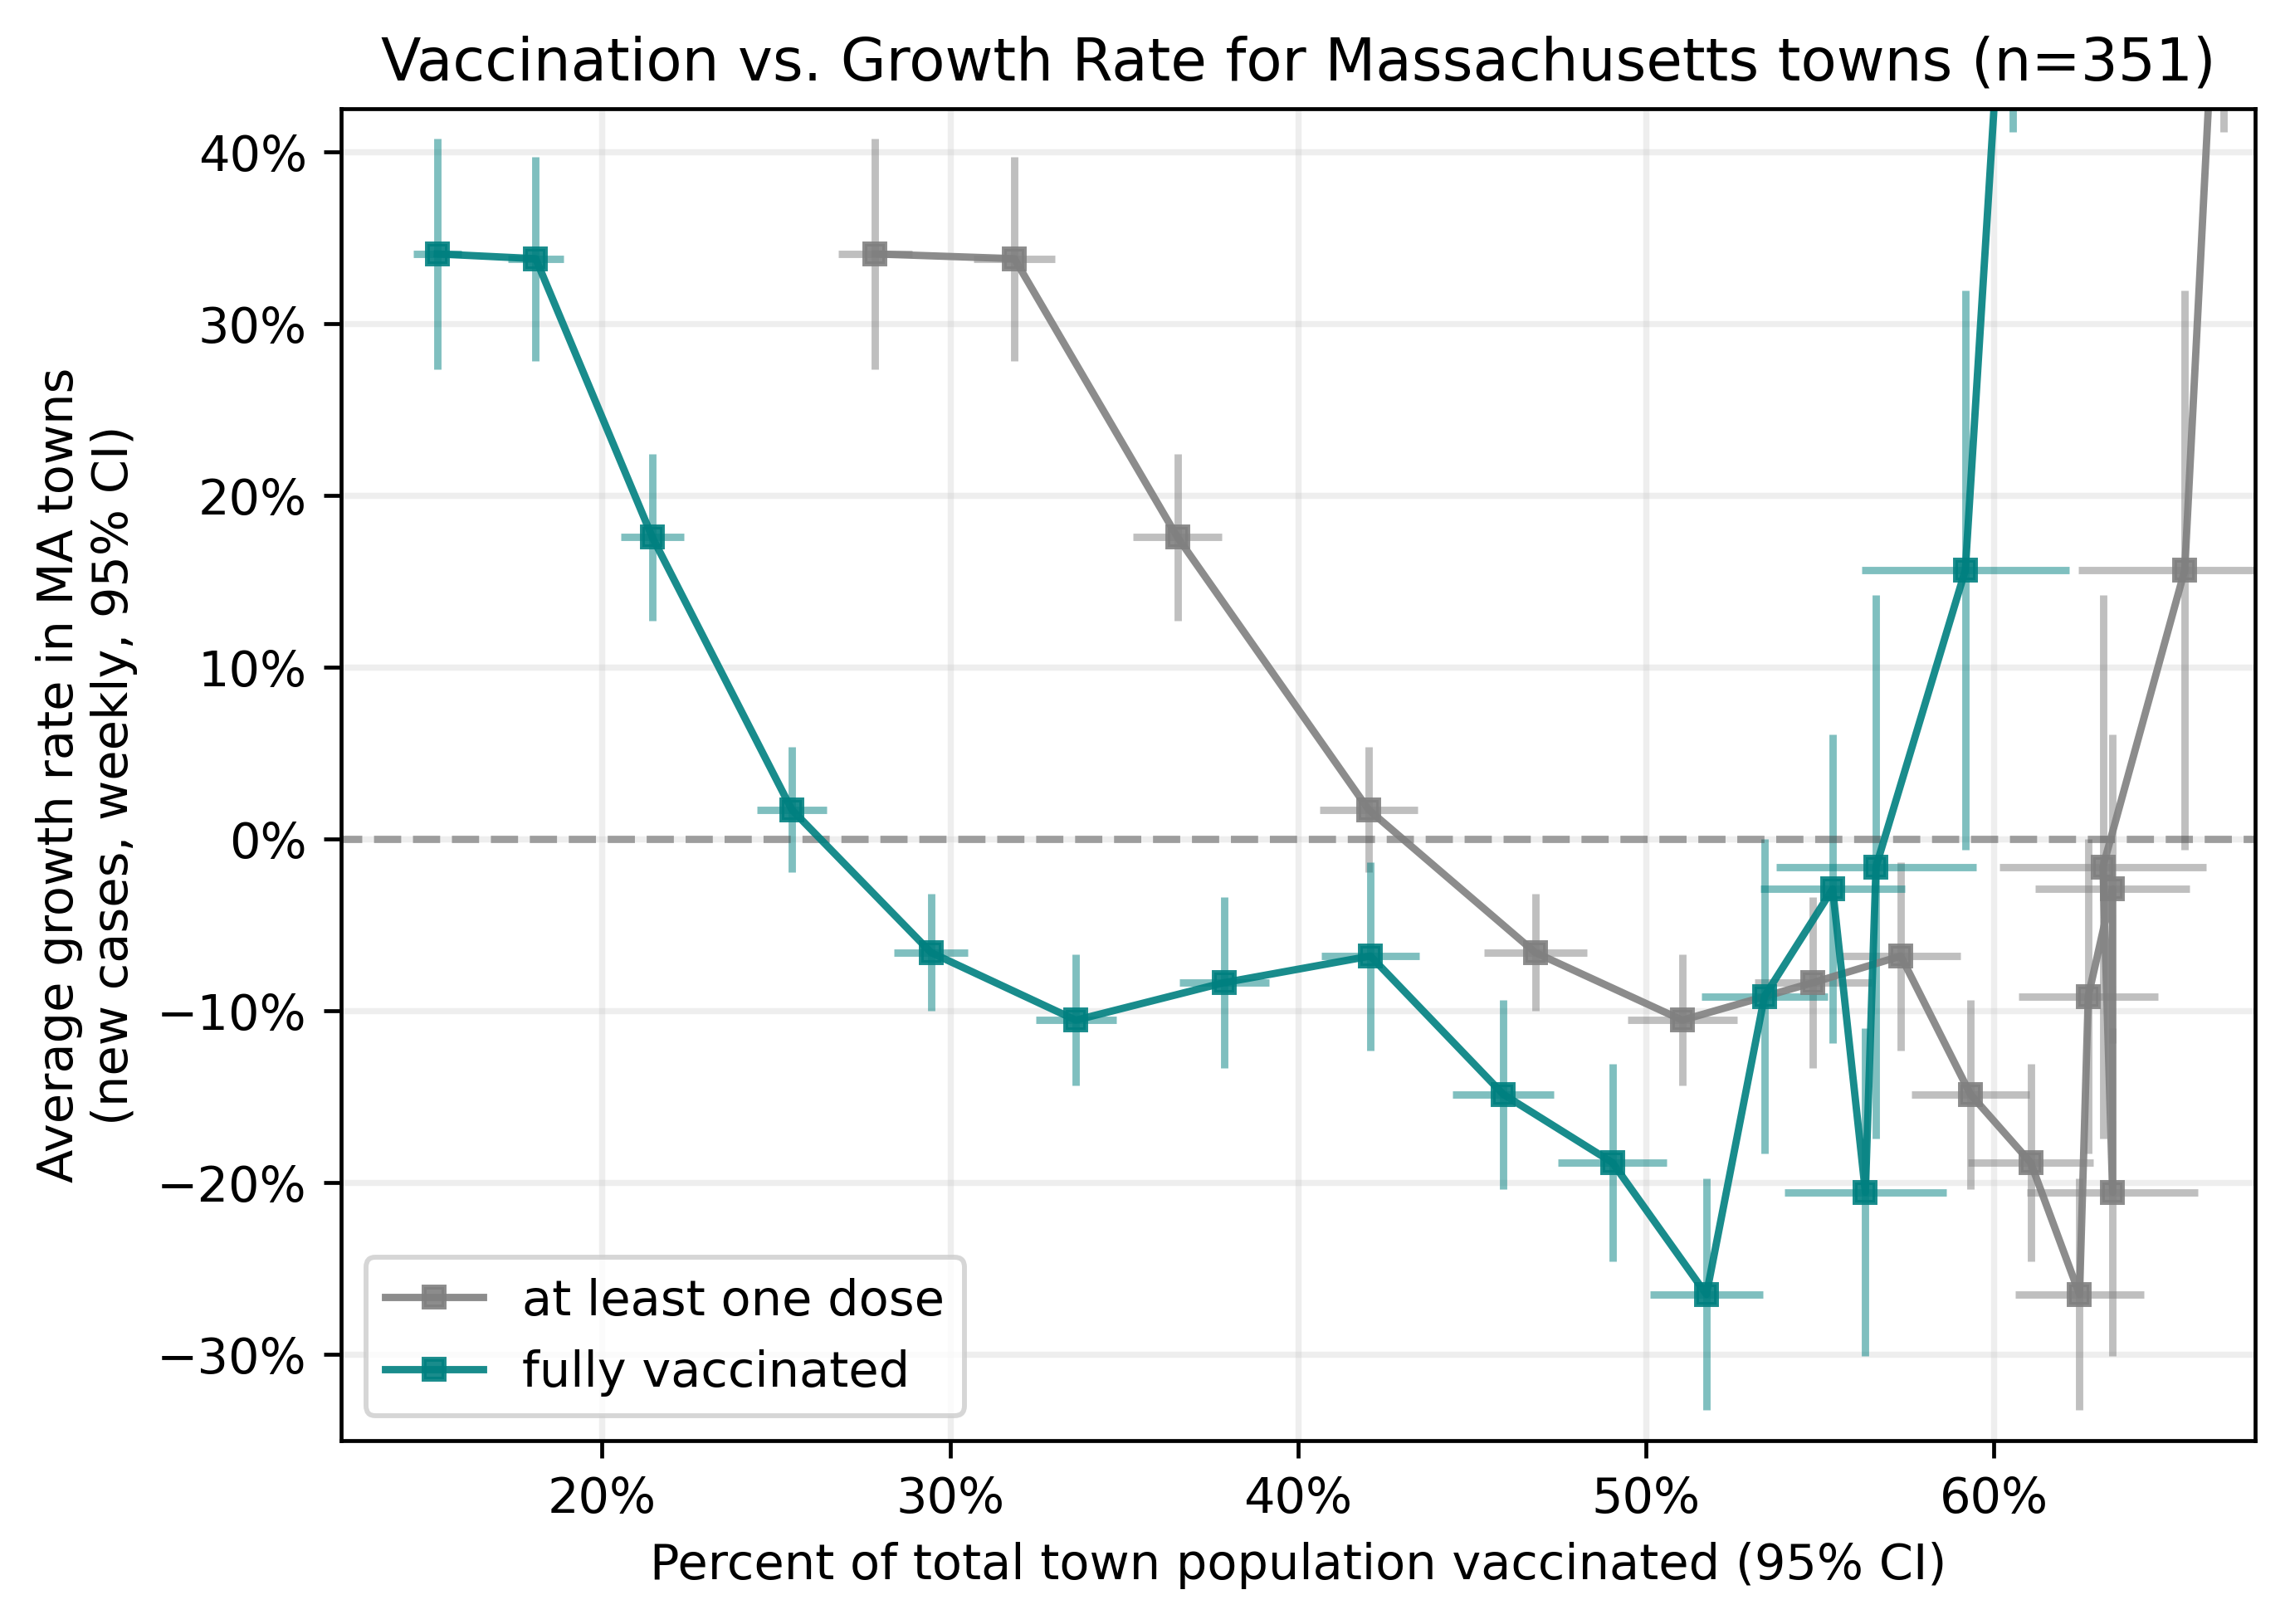 Vaccination vs. Growth Rate for Massachusetts towns (n=351)
Average growth rate in MA towns
(new cases, weekly, 95% CI)
40%
30%
20%
10%
0%
−10%
−20%
−30%
at least one dose
fully vaccinated
20%
30%
40%
50%
60%
Percent of total town population vaccinated (95% CI)